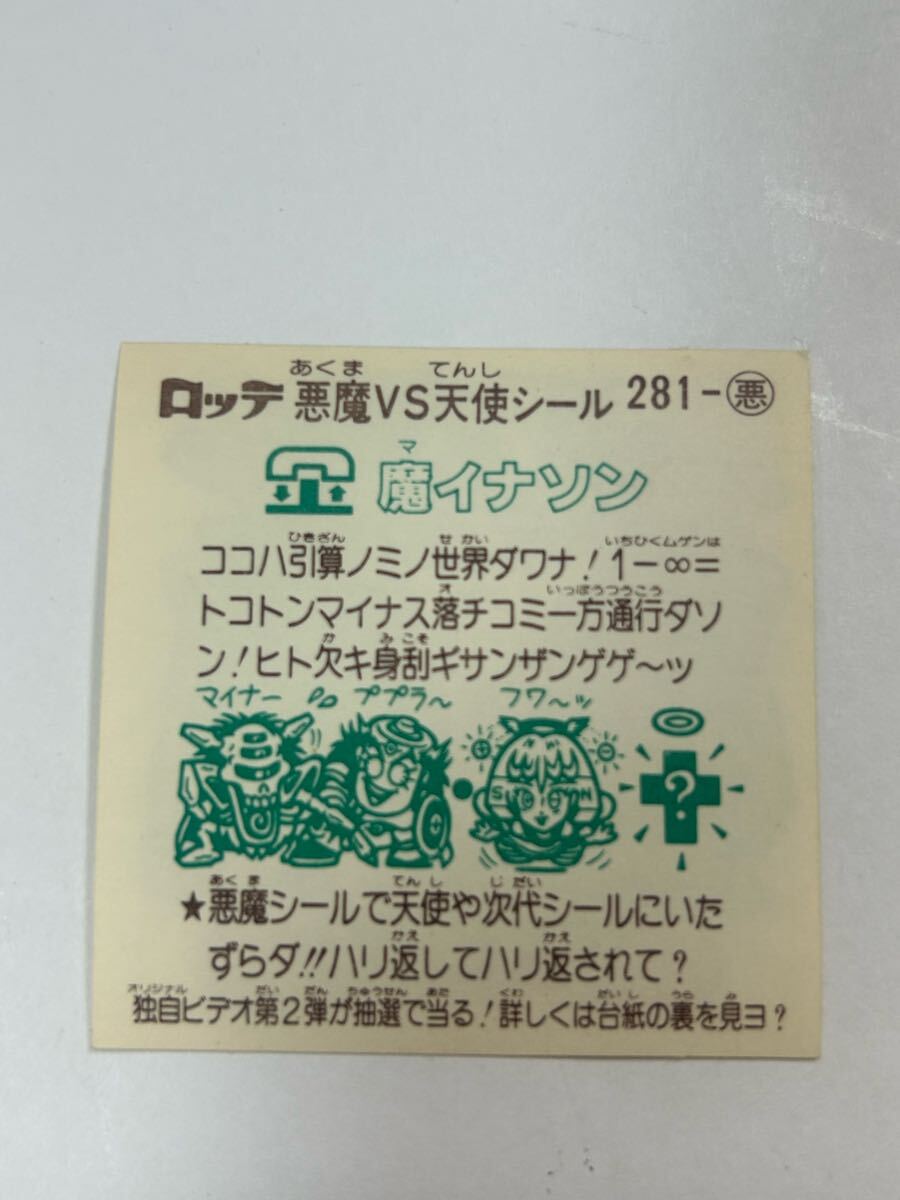 ロッテ 悪魔VS天使シール 281-悪
あくま てんし
魔イナソン
マ
ココハ引算ノミノ世界ダワナ!1-∞=
ひきざん せかい いちひくムゲンは
トコトンマイナス落チコミ一方通行ダソ
オ いっぽうつうこう
ン!ヒト欠キ身刮ギサンザンゲゲ〜ッ
か みこそ
マイナー ププラ〜 フワ〜ッ
S N
?
★悪魔シールで天使や次代シールにいた
あくま てんし じだい
ずらダ!!ハリ返してハリ返されて?
かえ かえ
独自ビデオ第2弾が抽選で当る!詳しくは台紙の裏を見ヨ?
オリジナル だい だん ちゅうせん あた くわ だいし うら み